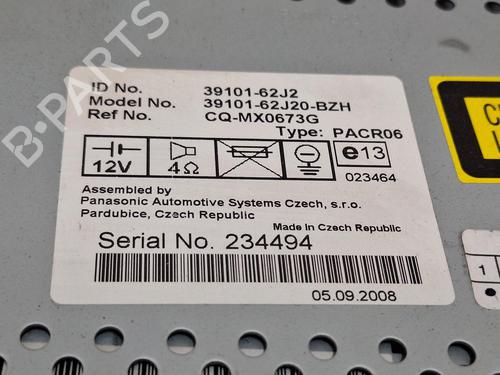 B-PARTS
ID No. 39101-62J2
Model No. 39101-62J20-BZH
Ref No. CQ-MX0673G
Type: PACR06
12V 4Ω e13
023464
Assembled by
Panasonic Automotive Systems Czech, s.r.o.
Pardubice, Czech Republic
Made in Czech Republic
Serial No. 234494
05.09.2008
1